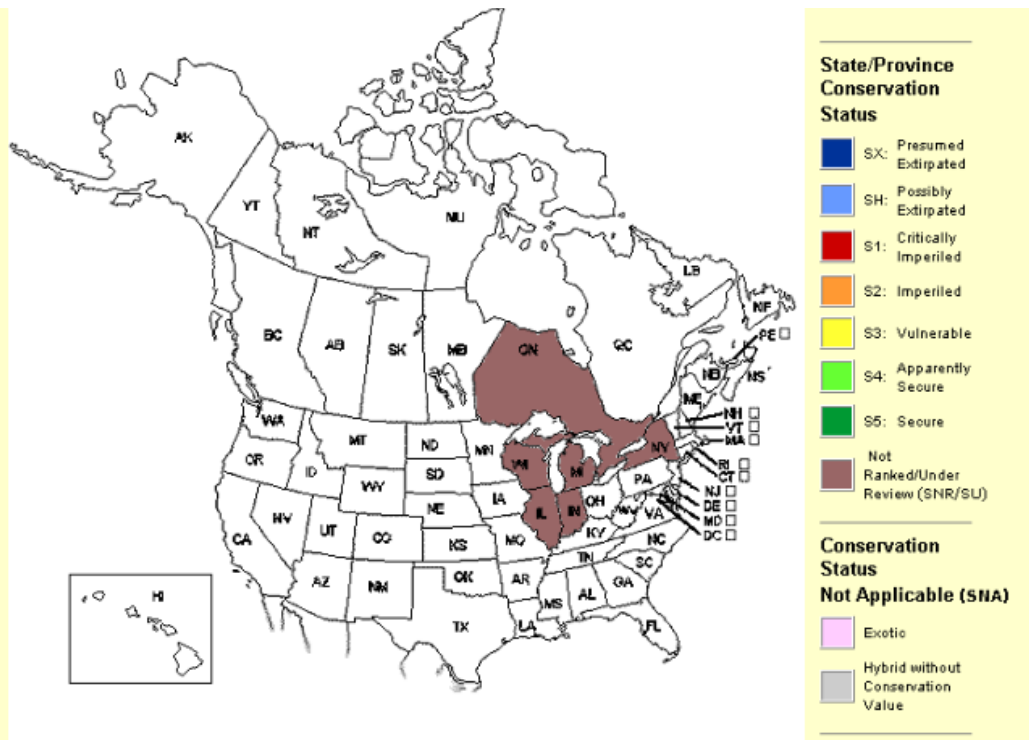 AK
YT
NT
NU
BC
AB
SK
MB
ON
QC
LB
NF
PE
NB
NS
ME
NH
VT
MA
RI
CT
NJ
DE
MD
DC
WA
OR
ID
MT
ND
SD
MN
WI
MI
NY
WY
NE
IA
IL
IN
OH
PA
WV
VA
KY
NC
TN
SC
CA
NV
UT
CO
KS
MO
AZ
NM
OK
AR
TX
LA
MS
AL
GA
FL
HI
State/Province
Conservation
Status
SX: Presumed
Extirpated
SH: Possibly
Extirpated
S1: Critically
Imperiled
S2: Imperiled
S3: Vulnerable
S4: Apparently
Secure
S5: Secure
Not
Ranked/Under
Review (SNR/SU)
Conservation
Status
Not Applicable (SNA)
Exotic
Hybrid without
Conservation
Value